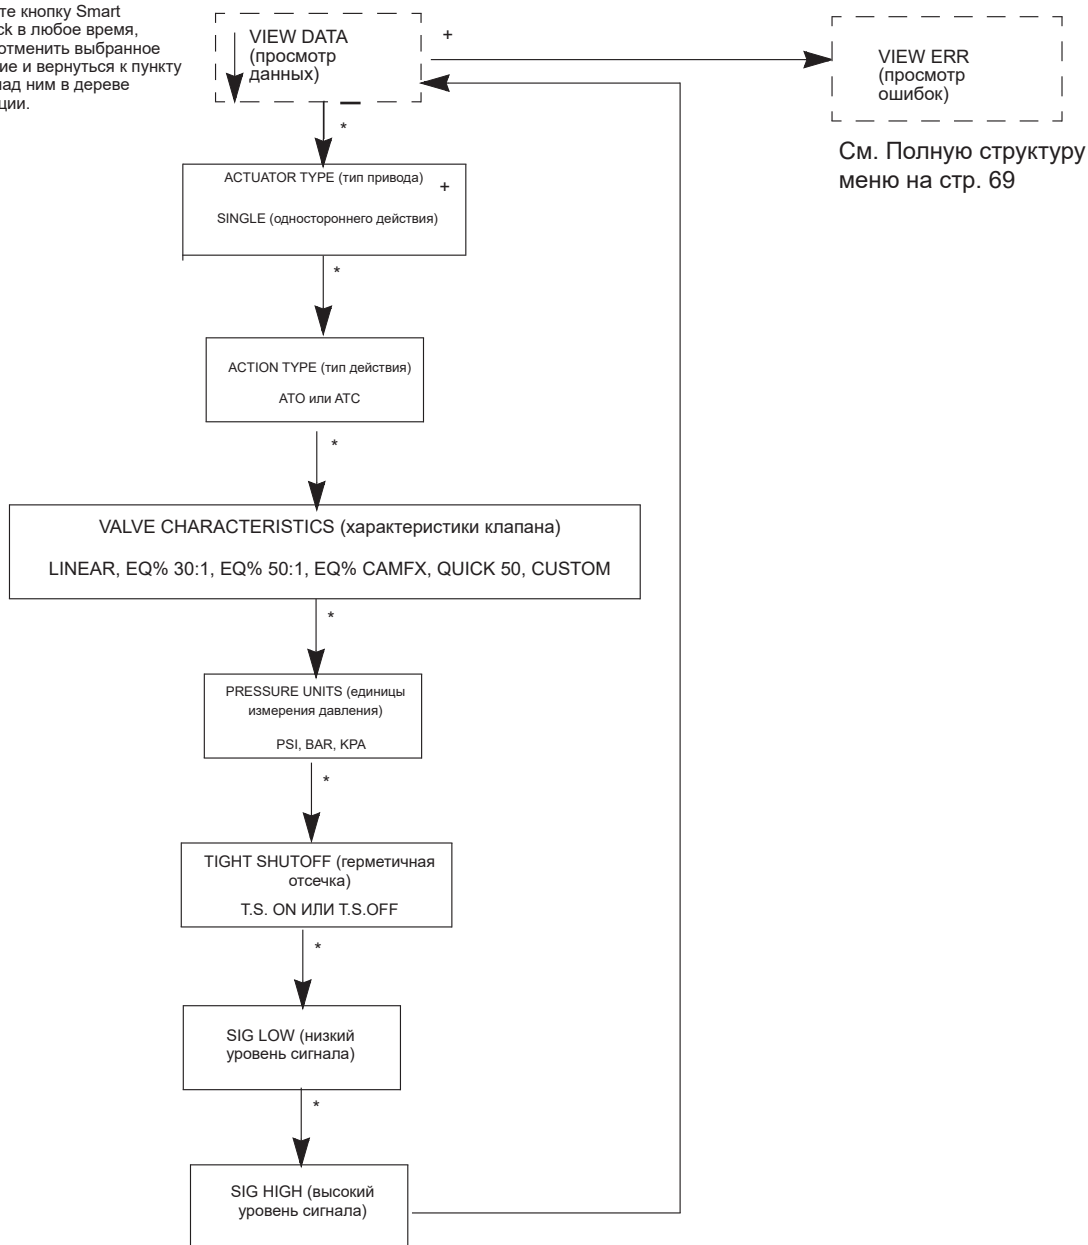 те кнопку Smart
ck в любое время,
отменить выбранное
ие и вернуться к пункту
над ним в дереве
ции.
VIEW DATA
(просмотр
данных)
+
VIEW ERR
(просмотр
ошибок)
См. Полную структуру
меню на стр. 69
*
ACTUATOR TYPE (тип привода)
+
SINGLE (одностороннего действия)
*
ACTION TYPE (тип действия)
ATO или ATC
*
VALVE CHARACTERISTICS (характеристики клапана)
LINEAR, EQ% 30:1, EQ% 50:1, EQ% CAMFX, QUICK 50, CUSTOM
*
PRESSURE UNITS (единицы
измерения давления)
PSI, BAR, KPA
*
TIGHT SHUTOFF (герметичная
отсечка)
T.S. ON ИЛИ T.S.OFF
*
SIG LOW (низкий
уровень сигнала)
*
SIG HIGH (высокий
уровень сигнала)